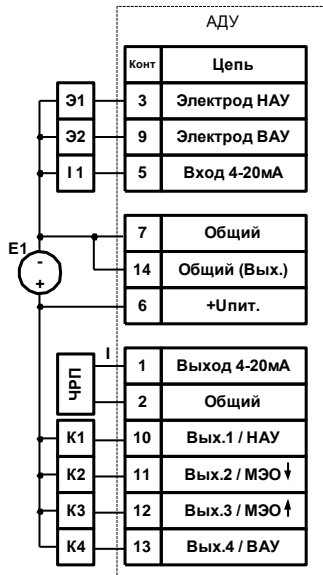 АДУ
Конт Цепь
Э1 3 Электрод НАУ
Э2 9 Электрод ВАУ
I 1 5 Вход 4-20мА
7 Общий
E1 - + 14 Общий (Вых.)
6 +Uпит.
ЧРП I 1 Выход 4-20мА
2 Общий
К1 10 Вых.1 / НАУ
К2 11 Вых.2 / МЭО↓
К3 12 Вых.3 / МЭО↑
К4 13 Вых.4 / ВАУ